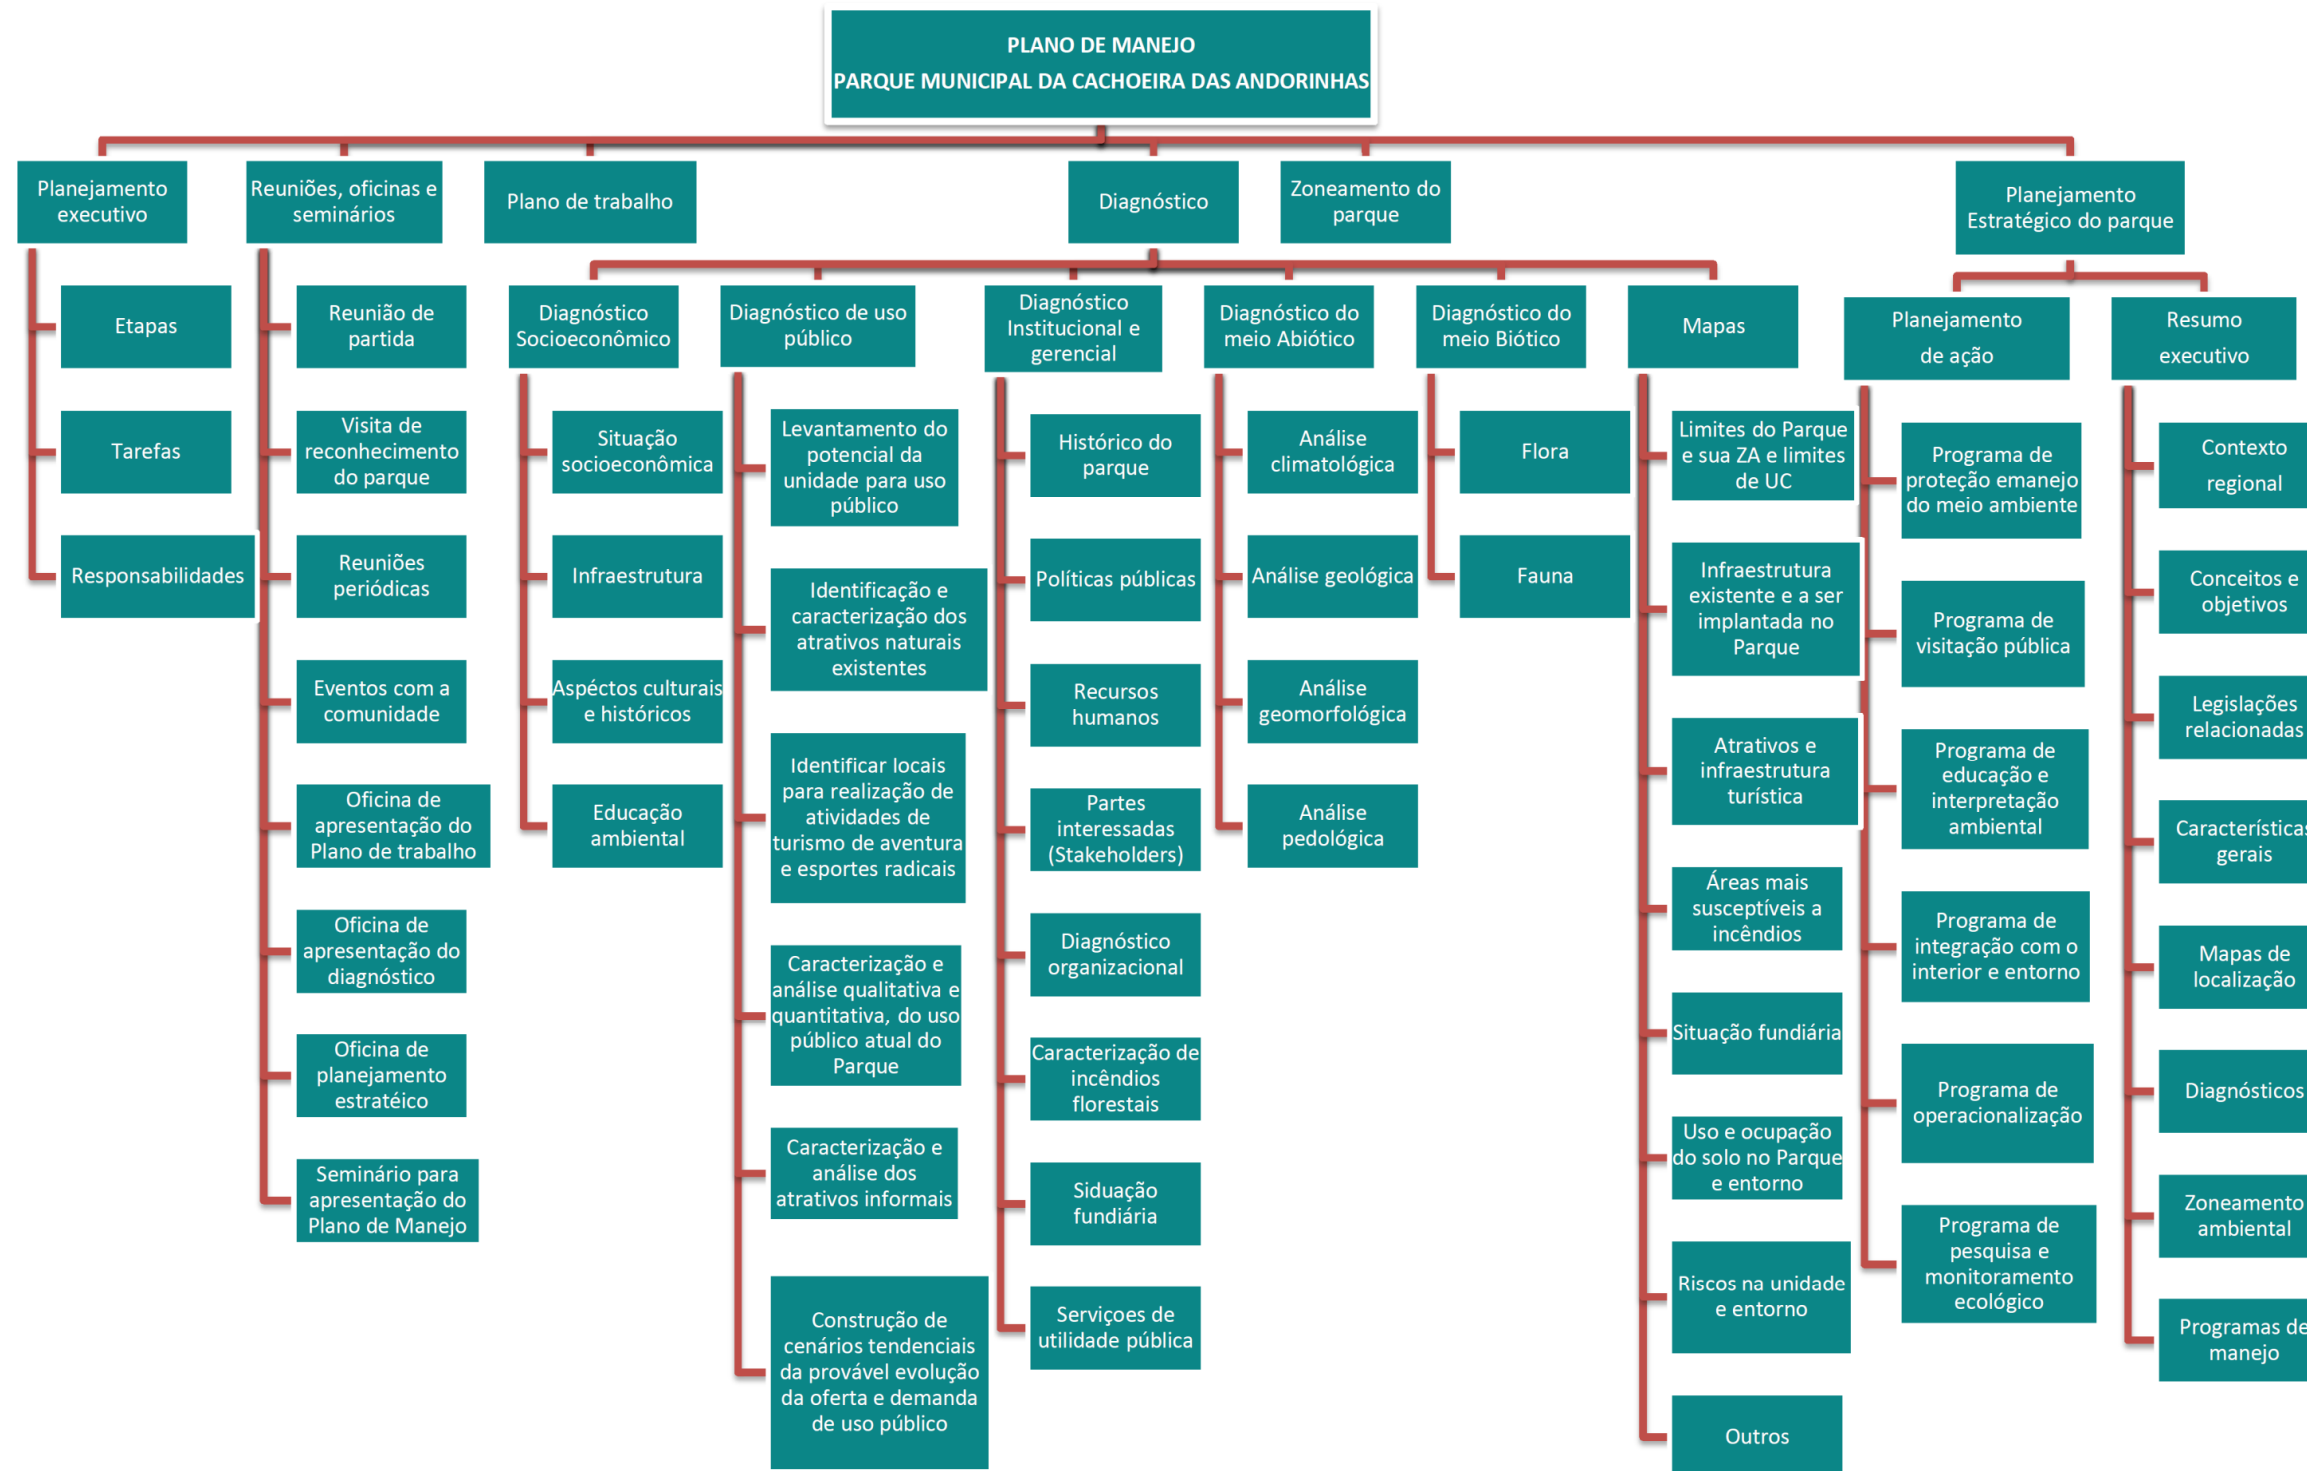 PLANO DE MANEJO
PARQUE MUNICIPAL DA CACHOEIRA DAS ANDORINHAS
Planejamento
executivo
Etapas
Tarefas
Responsabilidades
Reuniões, oficinas e
seminários
Reunião de
partida
Visita de
reconhecimento
do parque
Reuniões
periódicas
Eventos com a
comunidade
Oficina de
apresentação do
Plano de trabalho
Oficina de
apresentação do
diagnóstico
Oficina de
planejamento
estratéico
Seminário para
apresentação do
Plano de Manejo
Plano de trabalho
Diagnóstico
Diagnóstico
Socioeconômico
Situação
socioeconômica
Infraestrutura
Aspéctos culturais
e históricos
Educação
ambiental
Diagnóstico de uso
público
Levantamento do
potencial da
unidade para uso
público
Identificação e
caracterização dos
atrativos naturais
existentes
Identificar locais
para realização de
atividades de
turismo de aventura
e esportes radicais
Caracterização e
análise qualitativa e
quantitativa, do uso
público atual do
Parque
Caracterização e
análise dos
atrativos informais
Construção de
cenários tendenciais
da provável evolução
da oferta e demanda
de uso público
Diagnóstico
Institucional e
gerencial
Histórico do
parque
Políticas públicas
Recursos
humanos
Partes
interessadas
(Stakeholders)
Diagnóstico
organizacional
Caracterização de
incêndios
florestais
Siduação
fundiária
Serviçoes de
utilidade pública
Diagnóstico do
meio Abiótico
Análise
climatológica
Análise geológica
Análise
geomorfológica
Análise
pedológica
Diagnóstico do
meio Biótico
Flora
Fauna
Mapas
Limites do Parque
e sua ZA e limites
de UC
Infraestrutura
existente e a ser
implantada no
Parque
Atrativos e
infraestrutura
turística
Áreas mais
susceptíveis a
incêndios
Situação fundiária
Uso e ocupação
do solo no Parque
e entorno
Riscos na unidade
e entorno
Outros
Zoneamento do
parque
Planejamento
Estratégico do parque
Planejamento
de ação
Programa de
proteção emanejo
do meio ambiente
Programa de
visitação pública
Programa de
educação e
interpretação
ambiental
Programa de
integração com o
interior e entorno
Programa de
operacionalização
Programa de
pesquisa e
monitoramento
ecológico
Resumo
executivo
Contexto
regional
Conceitos e
objetivos
Legislações
relacionadas
Características
gerais
Mapas de
localização
Diagnósticos
Zoneamento
ambiental
Programas de
manejo